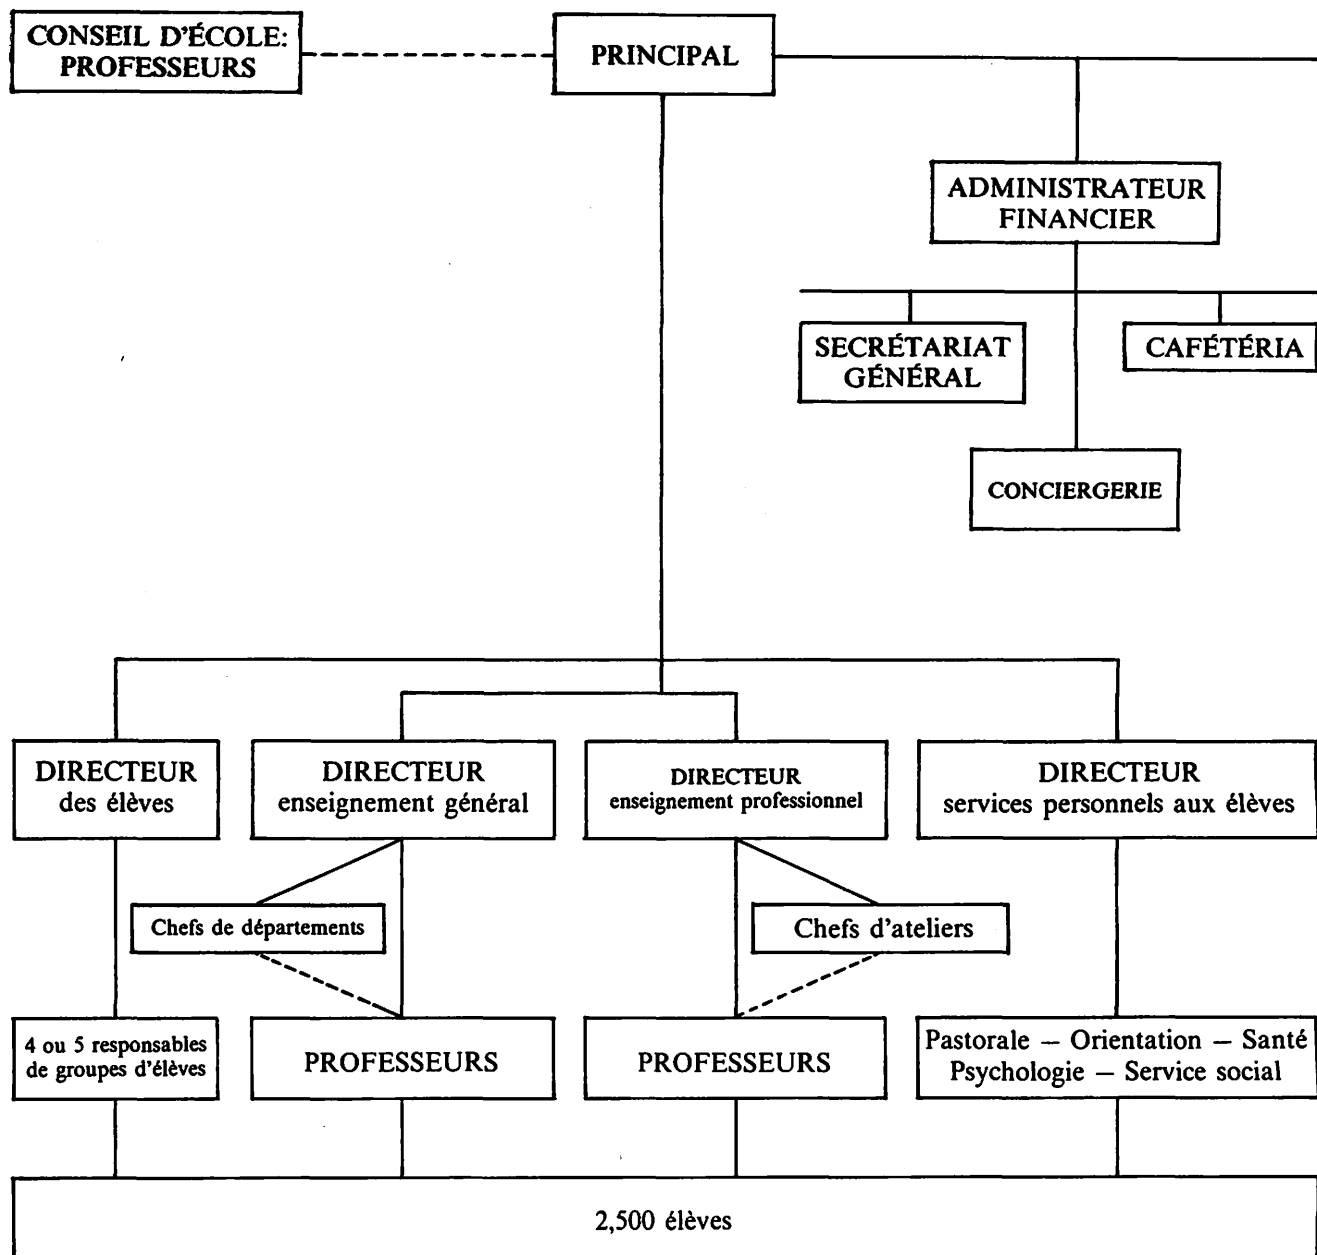 CONSEIL D'ÉCOLE:
PROFESSEURS
PRINCIPAL
ADMINISTRATEUR
FINANCIER
SECRÉTARIAT
GÉNÉRAL
CAFÉTÉRIA
CONCIERGERIE
DIRECTEUR
des élèves
DIRECTEUR
enseignement général
DIRECTEUR
enseignement professionnel
DIRECTEUR
services personnels aux élèves
Chefs de départements
Chefs d'ateliers
4 ou 5 responsables
de groupes d'élèves
PROFESSEURS
PROFESSEURS
Pastorale — Orientation — Santé
Psychologie — Service social
2,500 élèves